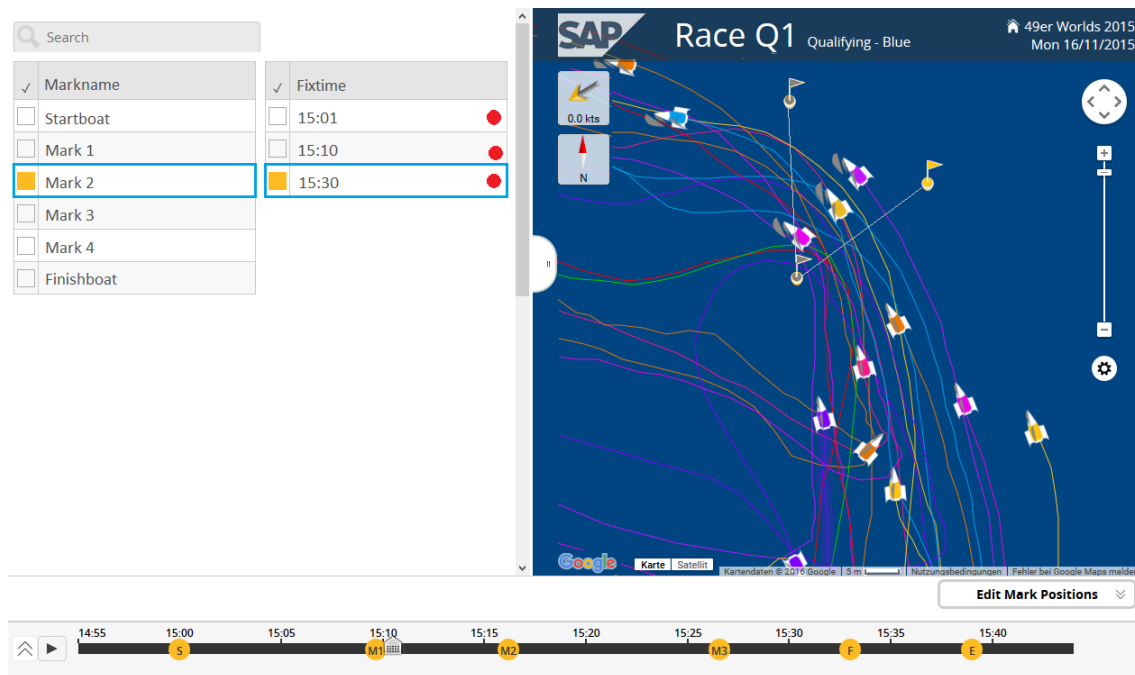 Search
✓ Markname
Startboat
Mark 1
Mark 2
Mark 3
Mark 4
Finishboat
✓ Fixtime
15:01
15:10
15:30
SAP
Race Q1 Qualifying - Blue
49er Worlds 2015
Mon 16/11/2015
0.0 kts
N
Google
Karte Satellit
Kartendaten © 2016 Google 5 m Nutzungsbedingungen Fehler bei Google Maps melden
Edit Mark Positions
14:55 15:00 15:05 15:10 15:15 15:20 15:25 15:30 15:35 15:40
S M1 M2 M3 F E